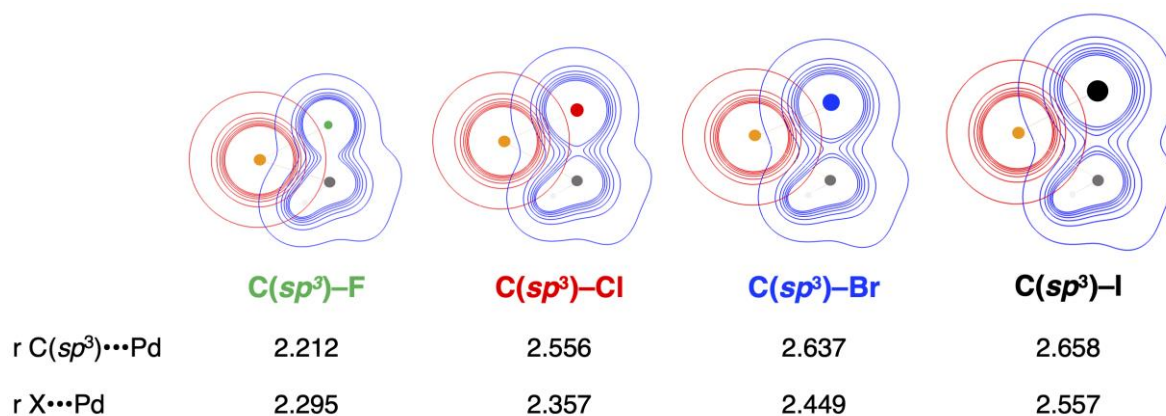 C(sp³)–F C(sp³)–Cl C(sp³)–Br C(sp³)–I
r C(sp³)•••Pd 2.212 2.556 2.637 2.658
r X•••Pd 2.295 2.357 2.449 2.557